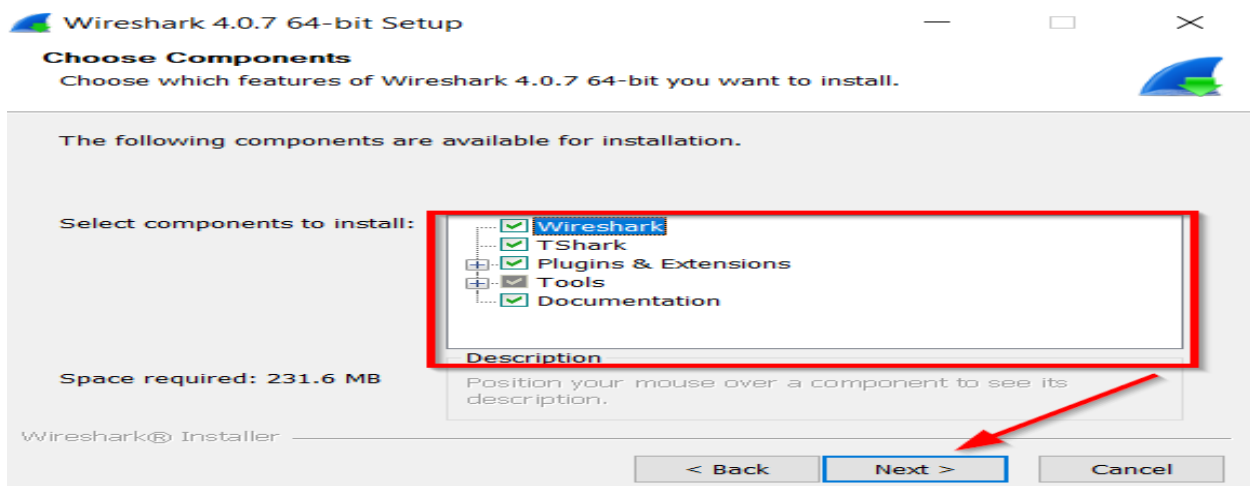 Wireshark 4.0.7 64-bit Setup
Choose Components
Choose which features of Wireshark 4.0.7 64-bit you want to install.
The following components are available for installation.
Select components to install:
Wireshark
TShark
Plugins & Extensions
Tools
Documentation
Space required: 231.6 MB
Description
Position your mouse over a component to see its
description.
Wireshark® Installer
< Back
Next >
Cancel